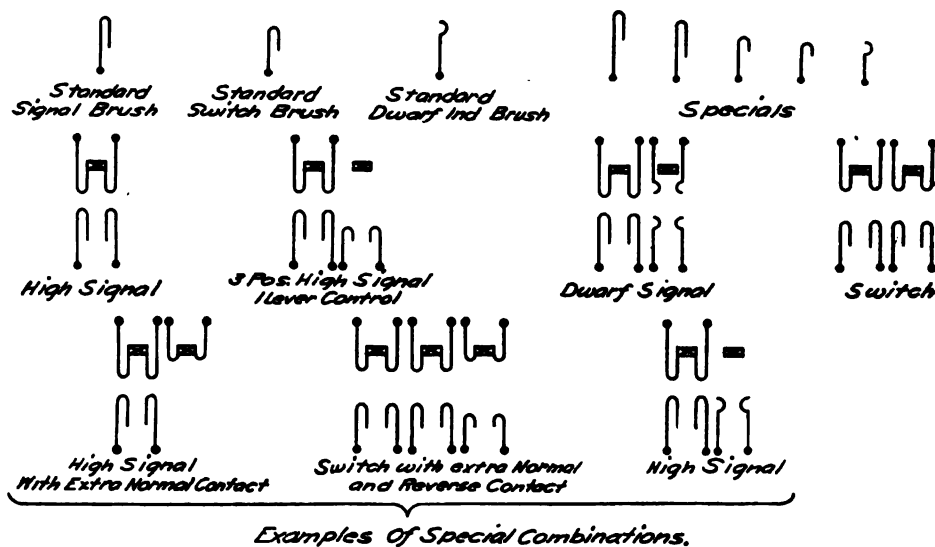 Standard
Signal Brush
Standard
Switch Brush
Standard
Dwarf Ind Brush
Specials
High Signal
3 Pos. High Signal
1 Lever Control
Dwarf Signal
Switch
High Signal
With Extra Normal Contact
Switch with extra Normal
and Reverse Contact
High Signal
Examples Of Special Combinations.